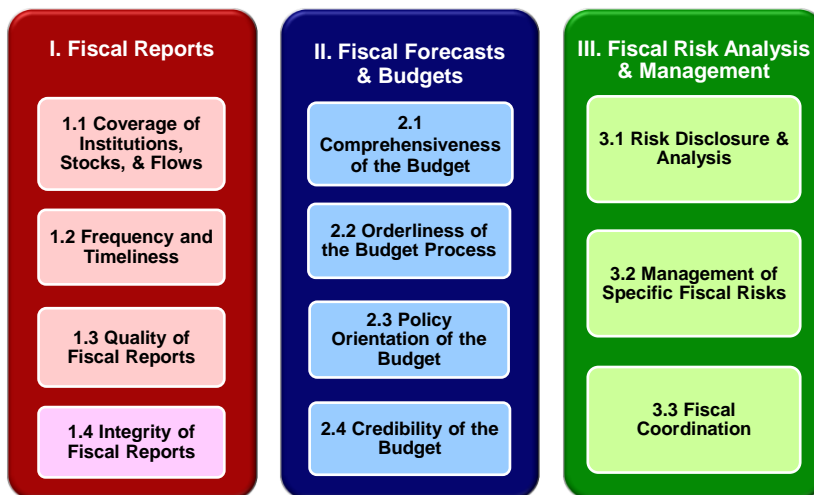 I. Fiscal Reports
1.1 Coverage of
Institutions,
Stocks, & Flows
1.2 Frequency and
Timeliness
1.3 Quality of
Fiscal Reports
1.4 Integrity of
Fiscal Reports
II. Fiscal Forecasts
& Budgets
2.1
Comprehensiveness
of the Budget
2.2 Orderliness of
the Budget Process
2.3 Policy
Orientation of the
Budget
2.4 Credibility of the
Budget
III. Fiscal Risk Analysis
& Management
3.1 Risk Disclosure &
Analysis
3.2 Management of
Specific Fiscal Risks
3.3 Fiscal
Coordination